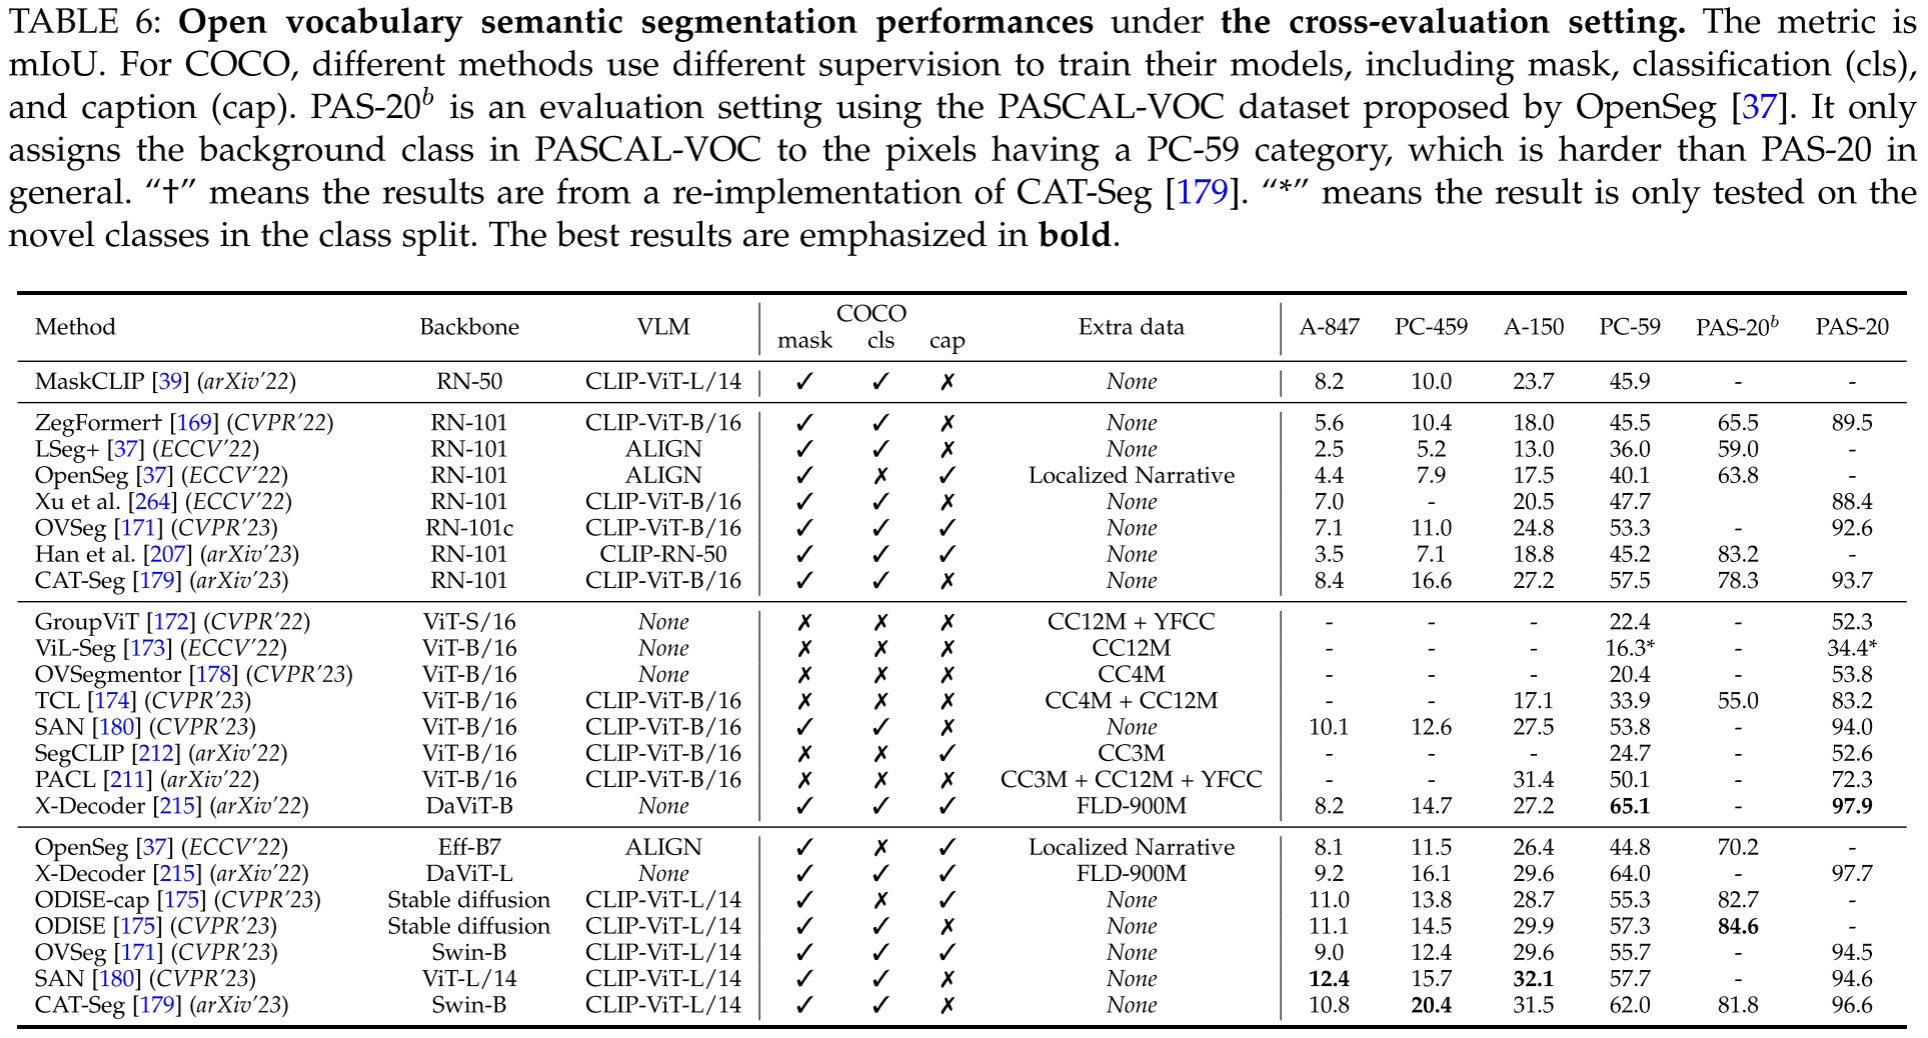 TABLE 6: Open vocabulary semantic segmentation performances under the cross-evaluation setting. The metric is
mIoU. For COCO, different methods use different supervision to train their models, including mask, classification (cls),
and caption (cap). PAS-20ᵇ is an evaluation setting using the PASCAL-VOC dataset proposed by OpenSeg [37]. It only
assigns the background class in PASCAL-VOC to the pixels having a PC-59 category, which is harder than PAS-20 in
general. “†” means the results are from a re-implementation of CAT-Seg [179]. “*” means the result is only tested on the
novel classes in the class split. The best results are emphasized in bold.
COCO
Method Backbone VLM Extra data A-847 PC-459 A-150 PC-59 PAS-20ᵇ PAS-20
mask cls cap
MaskCLIP [39] (arXiv’22) RN-50 CLIP-ViT-L/14 ✓ ✓ ✗ None 8.2 10.0 23.7 45.9 - -
ZegFormer† [169] (CVPR’22) RN-101 CLIP-ViT-B/16 ✓ ✓ ✗ None 5.6 10.4 18.0 45.5 65.5 89.5
LSeg+ [37] (ECCV’22) RN-101 ALIGN ✓ ✓ ✗ None 2.5 5.2 13.0 36.0 59.0 -
OpenSeg [37] (ECCV’22) RN-101 ALIGN ✓ ✗ ✓ Localized Narrative 4.4 7.9 17.5 40.1 63.8 -
Xu et al. [264] (ECCV’22) RN-101 CLIP-ViT-B/16 ✓ ✓ ✗ None 7.0 - 20.5 47.7 88.4
OVSeg [171] (CVPR’23) RN-101c CLIP-ViT-B/16 ✓ ✓ ✓ None 7.1 11.0 24.8 53.3 - 92.6
Han et al. [207] (arXiv’23) RN-101 CLIP-RN-50 ✓ ✓ ✓ None 3.5 7.1 18.8 45.2 83.2 -
CAT-Seg [179] (arXiv’23) RN-101 CLIP-ViT-B/16 ✓ ✓ ✗ None 8.4 16.6 27.2 57.5 78.3 93.7
GroupViT [172] (CVPR’22) ViT-S/16 None ✗ ✗ ✗ CC12M + YFCC - - - 22.4 - 52.3
ViL-Seg [173] (ECCV’22) ViT-B/16 None ✗ ✗ ✗ CC12M - - - 16.3* - 34.4*
OVSegmentor [178] (CVPR’23) ViT-B/16 None ✗ ✗ ✗ CC4M - - - 20.4 - 53.8
TCL [174] (CVPR’23) ViT-B/16 CLIP-ViT-B/16 ✗ ✗ ✗ CC4M + CC12M - - 17.1 33.9 55.0 83.2
SAN [180] (CVPR’23) ViT-B/16 CLIP-ViT-B/16 ✓ ✓ ✗ None 10.1 12.6 27.5 53.8 - 94.0
SegCLIP [212] (arXiv’22) ViT-B/16 CLIP-ViT-B/16 ✗ ✗ ✓ CC3M - - - 24.7 - 52.6
PACL [211] (arXiv’22) ViT-B/16 CLIP-ViT-B/16 ✗ ✗ ✗ CC3M + CC12M + YFCC - - 31.4 50.1 - 72.3
X-Decoder [215] (arXiv’22) DaViT-B None ✓ ✓ ✓ FLD-900M 8.2 14.7 27.2 65.1 - 97.9
OpenSeg [37] (ECCV’22) Eff-B7 ALIGN ✓ ✗ ✓ Localized Narrative 8.1 11.5 26.4 44.8 70.2 -
X-Decoder [215] (arXiv’22) DaViT-L None ✓ ✓ ✓ FLD-900M 9.2 16.1 29.6 64.0 - 97.7
ODISE-cap [175] (CVPR’23) Stable diffusion CLIP-ViT-L/14 ✓ ✗ ✓ None 11.0 13.8 28.7 55.3 82.7 -
ODISE [175] (CVPR’23) Stable diffusion CLIP-ViT-L/14 ✓ ✓ ✗ None 11.1 14.5 29.9 57.3 84.6 -
OVSeg [171] (CVPR’23) Swin-B CLIP-ViT-L/14 ✓ ✓ ✓ None 9.0 12.4 29.6 55.7 - 94.5
SAN [180] (CVPR’23) ViT-L/14 CLIP-ViT-L/14 ✓ ✓ ✗ None 12.4 15.7 32.1 57.7 - 94.6
CAT-Seg [179] (arXiv’23) Swin-B CLIP-ViT-L/14 ✓ ✓ ✗ None 10.8 20.4 31.5 62.0 81.8 96.6